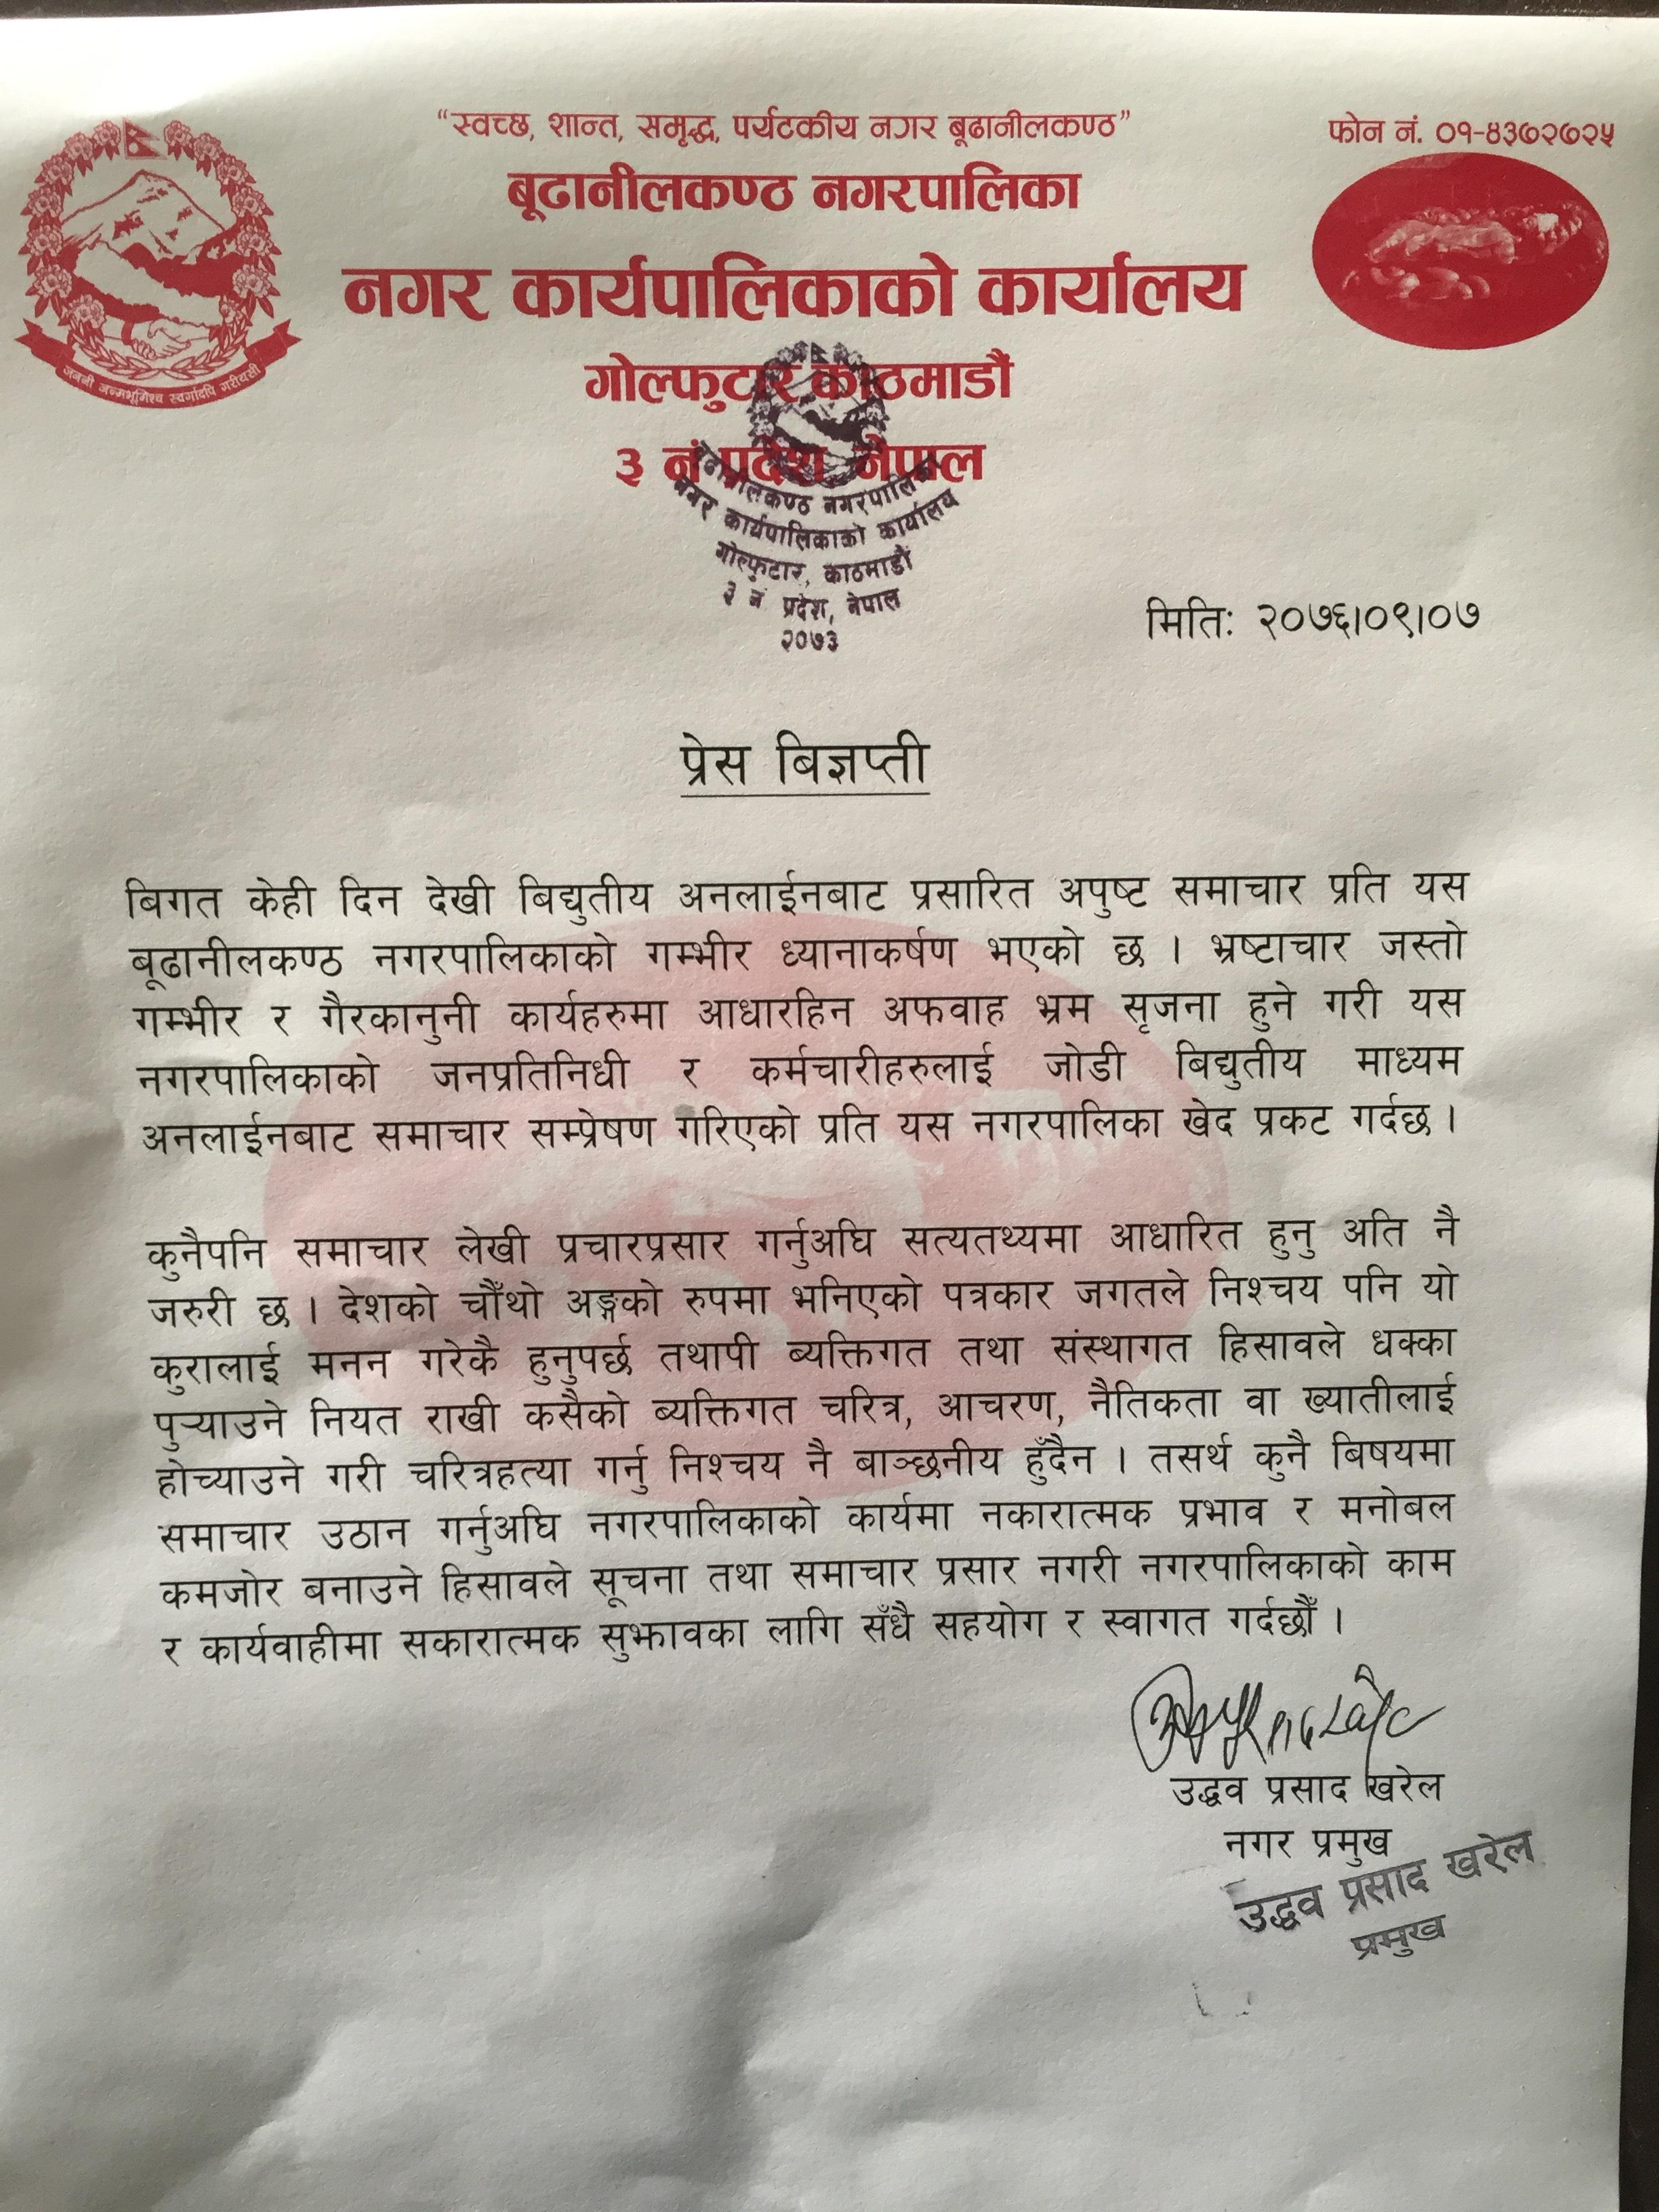 “स्वच्छ, शान्त, समृद्ध, पर्यटकीय नगर बूढानीलकण्ठ”
फोन नं. ०१-४३७२७२५
बूढानीलकण्ठ नगरपालिका
नगर कार्यपालिकाको कार्यालय
गोल्फुटार, काठमाडौं
३ नं प्रदेश, नेपाल
जननी जन्मभूमिश्च स्वर्गादपि गरीयसी
बूढानीलकण्ठ नगरपालिका
नगर कार्यपालिकाको कार्यालय
गोल्फुटार, काठमाडौं
३ नं प्रदेश, नेपाल
२०७३
मितिः २०७६।०९।०७
प्रेस बिज्ञप्ती
बिगत केही दिन देखी बिद्युतीय अनलाईनबाट प्रसारित अपुष्ट समाचार प्रति यस
बूढानीलकण्ठ नगरपालिकाको गम्भीर ध्यानाकर्षण भएको छ । भ्रष्टाचार जस्तो
गम्भीर र गैरकानुनी कार्यहरुमा आधारहिन अफवाह भ्रम सृजना हुने गरी यस
नगरपालिकाको जनप्रतिनिधी र कर्मचारीहरुलाई जोडी बिद्युतीय माध्यम
अनलाईनबाट समाचार सम्प्रेषण गरिएको प्रति यस नगरपालिका खेद प्रकट गर्दछ ।
कुनैपनि समाचार लेखी प्रचारप्रसार गर्नुअघि सत्यतथ्यमा आधारित हुनु अति नै
जरुरी छ । देशको चौँथो अङ्गको रुपमा भनिएको पत्रकार जगतले निश्चय पनि यो
कुरालाई मनन गरेकै हुनुपर्छ तथापी ब्यक्तिगत तथा संस्थागत हिसावले धक्का
पुऱ्याउने नियत राखी कसैको ब्यक्तिगत चरित्र, आचरण, नैतिकता वा ख्यातीलाई
होच्याउने गरी चरित्रहत्या गर्नु निश्चय नै बाञ्छनीय हुँदैन । तसर्थ कुनै बिषयमा
समाचार उठान गर्नुअघि नगरपालिकाको कार्यमा नकारात्मक प्रभाव र मनोबल
कमजोर बनाउने हिसावले सूचना तथा समाचार प्रसार नगरी नगरपालिकाको काम
र कार्यवाहीमा सकारात्मक सुझावका लागि सँधै सहयोग र स्वागत गर्दछौँ ।
उद्धव प्रसाद खरेल
नगर प्रमुख
उद्धव प्रसाद खरेल
प्रमुख